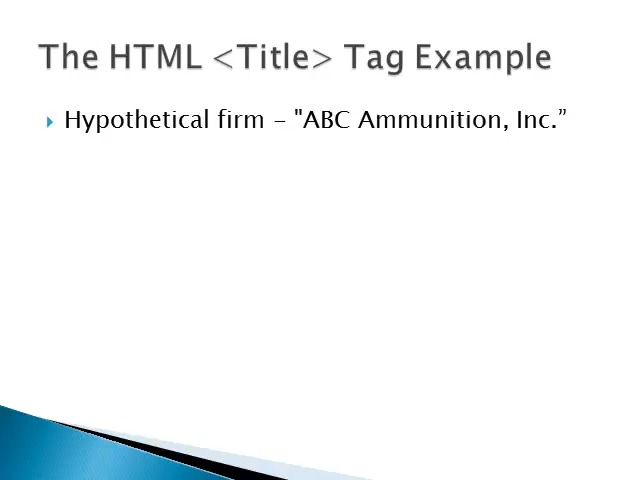 The HTML <Title> Tag Example
Hypothetical firm – "ABC Ammunition, Inc.”